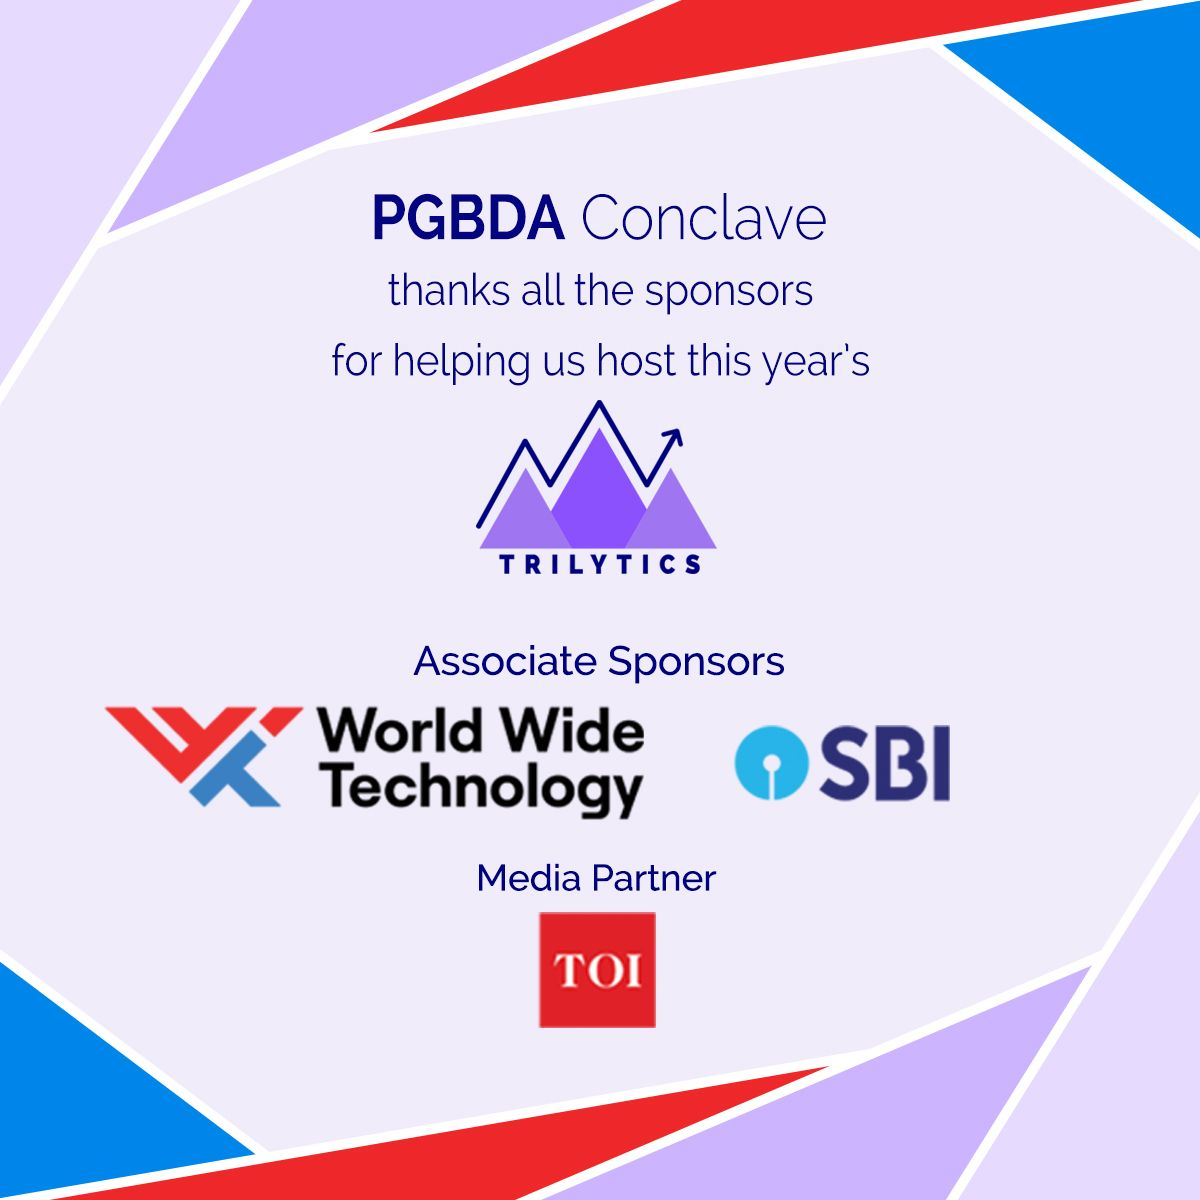 PGBDA Conclave
thanks all the sponsors
for helping us host this year's
TRILYTICS
Associate Sponsors
World Wide
Technology
SBI
Media Partner
TOI